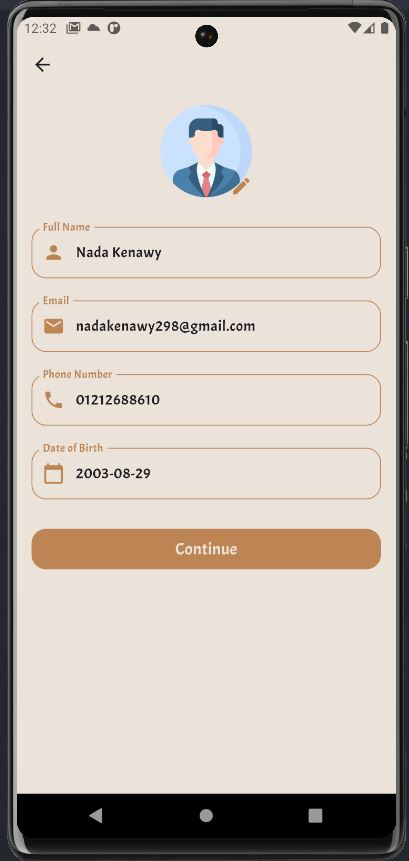 12:32
Full Name
Nada Kenawy
Email
nadakenawy298@gmail.com
Phone Number
01212688610
Date of Birth
2003-08-29
Continue